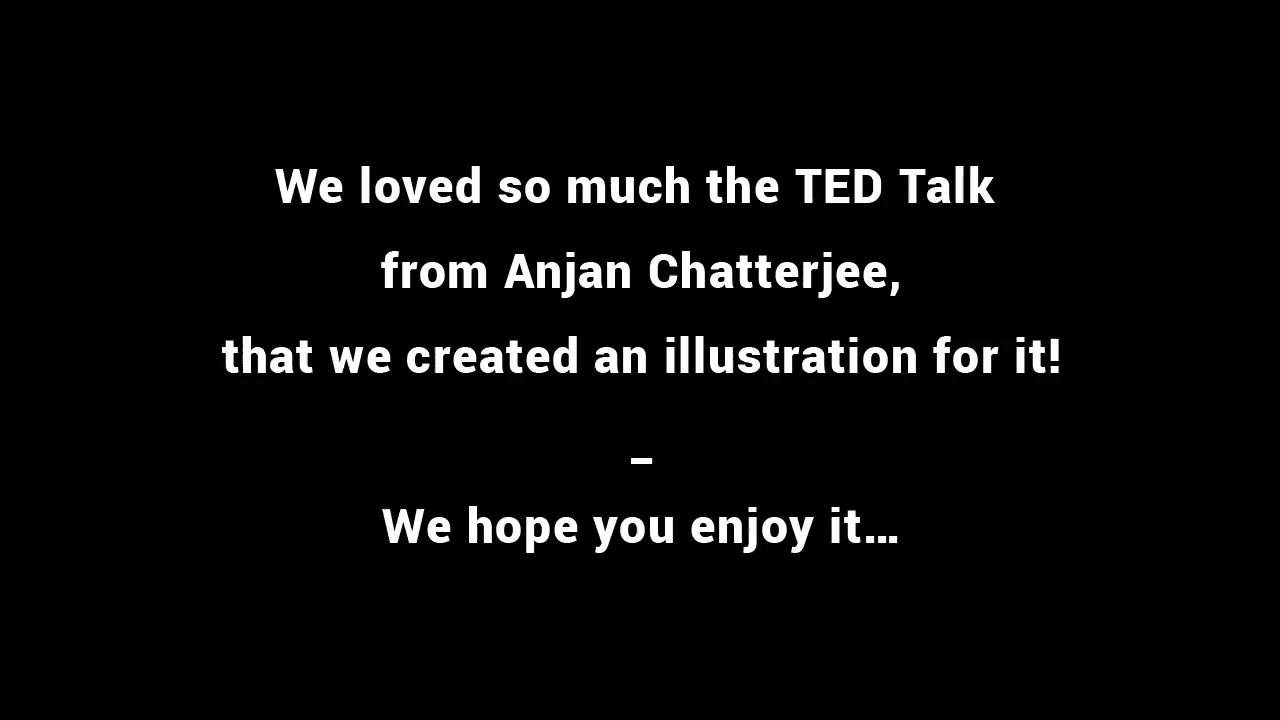 We loved so much the TED Talk
from Anjan Chatterjee,
that we created an illustration for it!
–
We hope you enjoy it...